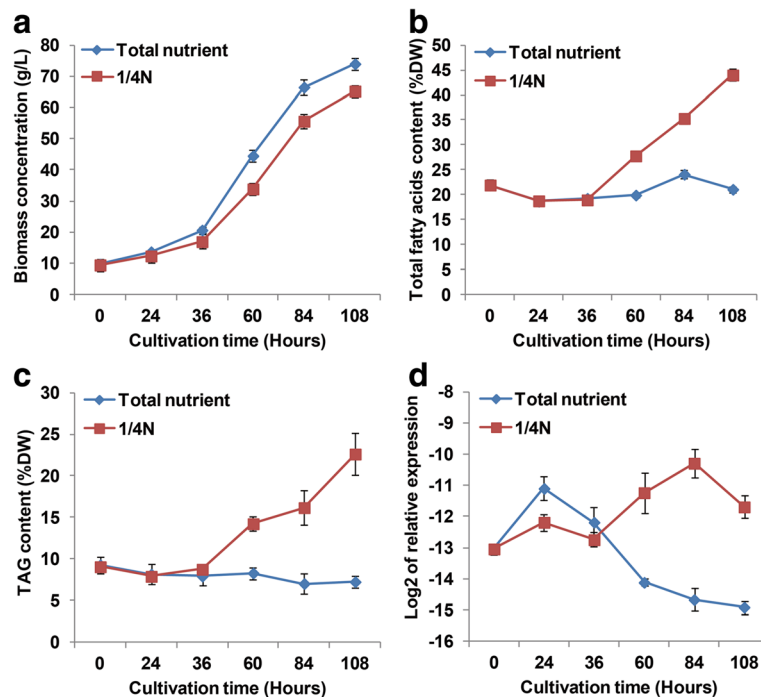 a
Total nutrient
1/4N
Biomass concentration (g/L)
80
70
60
50
40
30
20
10
0
0 24 36 60 84 108
Cultivation time (Hours)
b
Total nutrient
1/4N
Total fatty acids content (%DW)
50
45
40
35
30
25
20
15
10
5
0
0 24 36 60 84 108
Cultivation time (Hours)
c
Total nutrient
1/4N
TAG content (%DW)
30
25
20
15
10
5
0
0 24 36 60 84 108
Cultivation time (Hours)
d
Total nutrient
1/4N
Log2 of relative expression
-8
-9
-10
-11
-12
-13
-14
-15
-16
0 24 36 60 84 108
Cultivation time (Hours)